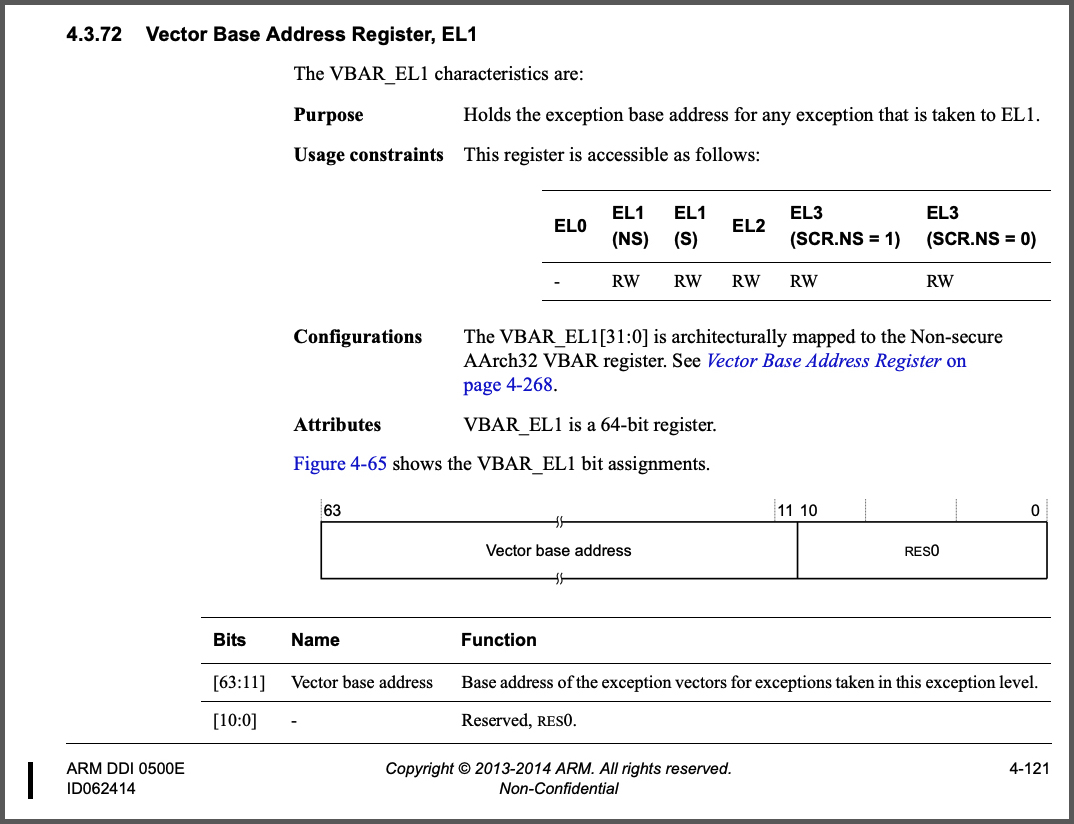 4.3.72 Vector Base Address Register, EL1
The VBAR_EL1 characteristics are:
Purpose Holds the exception base address for any exception that is taken to EL1.
Usage constraints This register is accessible as follows:
EL0 EL1 (NS) EL1 (S) EL2 EL3 (SCR.NS = 1) EL3 (SCR.NS = 0)
- RW RW RW RW RW
Configurations The VBAR_EL1[31:0] is architecturally mapped to the Non-secure
AArch32 VBAR register. See Vector Base Address Register on
page 4-268.
Attributes VBAR_EL1 is a 64-bit register.
Figure 4-65 shows the VBAR_EL1 bit assignments.
63 11 10 0
Vector base address RES0
Bits Name Function
[63:11] Vector base address Base address of the exception vectors for exceptions taken in this exception level.
[10:0] - Reserved, RES0.
ARM DDI 0500E Copyright © 2013-2014 ARM. All rights reserved. 4-121
ID062414 Non-Confidential